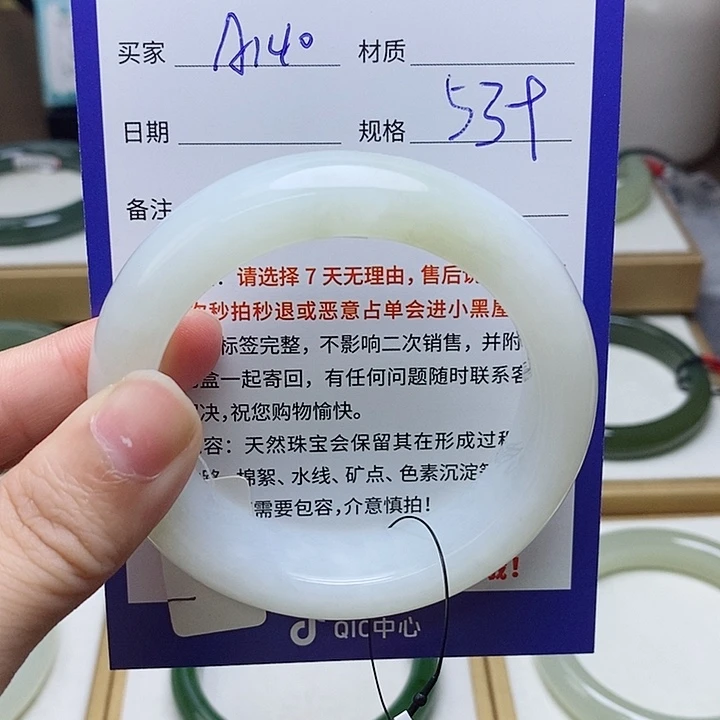 买家 A140 材质
日期 规格 53+
备注
:请选择 7 天无理由,售后
秒拍秒退或恶意占单会进小黑屋
标签完整,不影响二次销售,并附
盒一起寄回,有任何问题随时联系客
决,祝您购物愉快。
容:天然珠宝会保留其在形成过程
棉絮、水线、矿点、色素沉淀等
需要包容,介意慎拍!
!
QIC中心